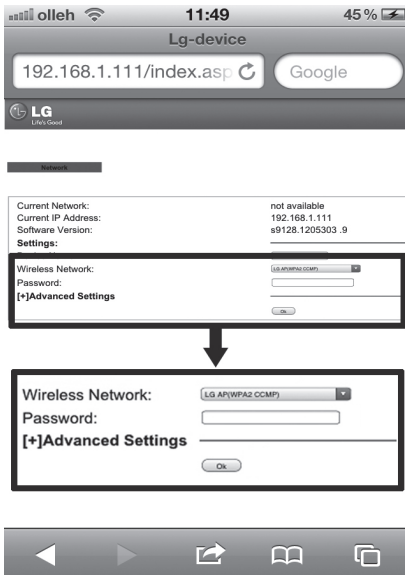 olleh 11:49 45 %
Lg-device
192.168.1.111/index.asp Google
LG
Life's Good
Network
Current Network: not available
Current IP Address: 192.168.1.111
Software Version: s9128.1205303 .9
Settings:
Wireless Network: LG AP(WPA2 CCMP)
Password:
[+]Advanced Settings
Ok
Wireless Network: LG AP(WPA2 CCMP)
Password:
[+]Advanced Settings
Ok